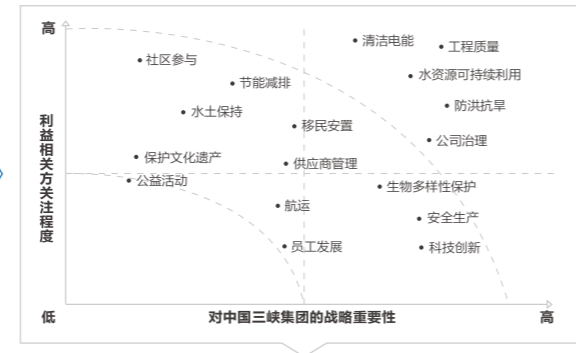 高
清洁电能
工程质量
社区参与
水资源可持续利用
节能减排
防洪抗旱
水土保持
移民安置
公司治理
利益相关方关注程度
保护文化遗产
供应商管理
公益活动
生物多样性保护
航运
安全生产
员工发展
科技创新
低
对中国三峡集团的战略重要性
高